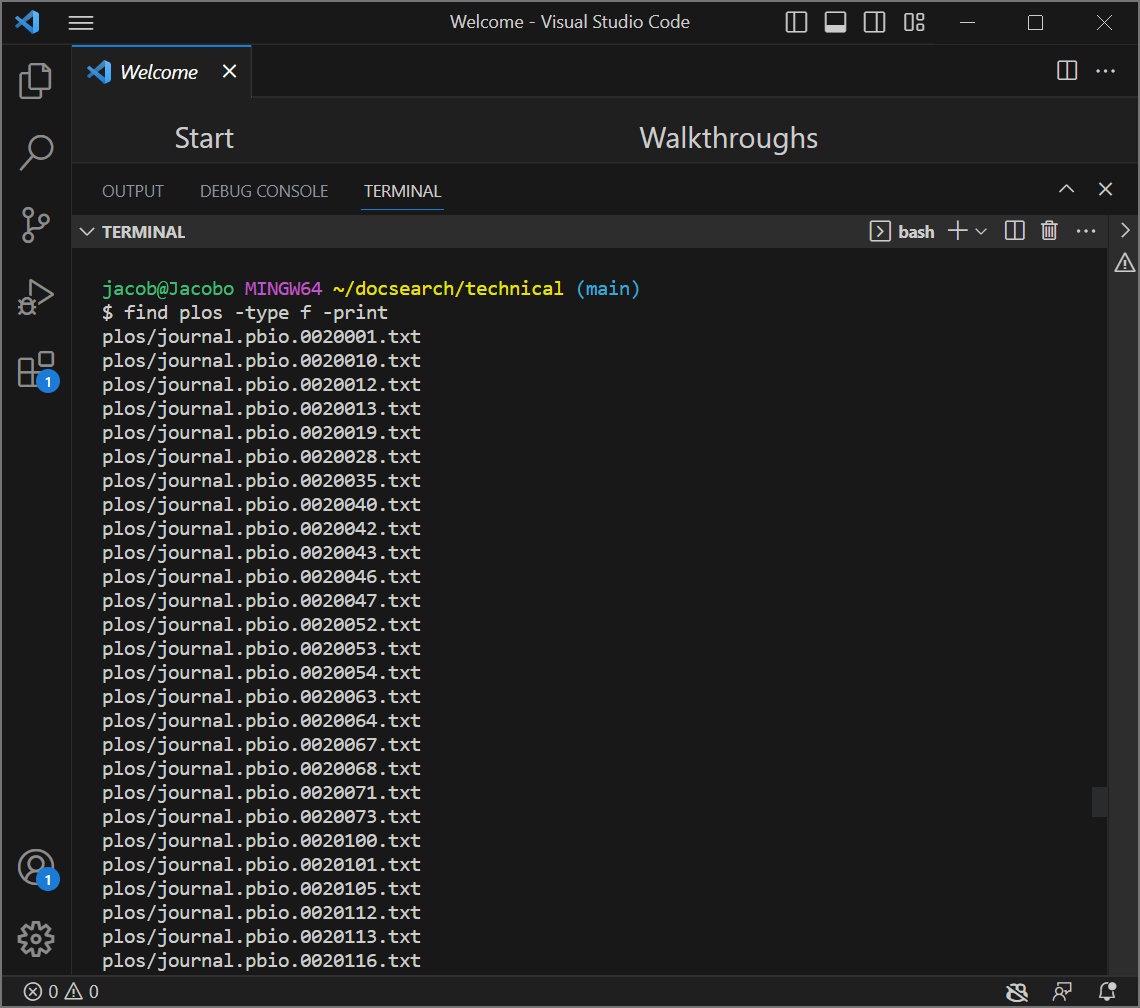 Welcome - Visual Studio Code
Welcome
Start
Walkthroughs
OUTPUT DEBUG CONSOLE TERMINAL
TERMINAL
bash
jacob@Jacobo MINGW64 ~/docsearch/technical (main)
$ find plos -type f -print
plos/journal.pbio.0020001.txt
plos/journal.pbio.0020010.txt
plos/journal.pbio.0020012.txt
plos/journal.pbio.0020013.txt
plos/journal.pbio.0020019.txt
plos/journal.pbio.0020028.txt
plos/journal.pbio.0020035.txt
plos/journal.pbio.0020040.txt
plos/journal.pbio.0020042.txt
plos/journal.pbio.0020043.txt
plos/journal.pbio.0020046.txt
plos/journal.pbio.0020047.txt
plos/journal.pbio.0020052.txt
plos/journal.pbio.0020053.txt
plos/journal.pbio.0020054.txt
plos/journal.pbio.0020063.txt
plos/journal.pbio.0020064.txt
plos/journal.pbio.0020067.txt
plos/journal.pbio.0020068.txt
plos/journal.pbio.0020071.txt
plos/journal.pbio.0020073.txt
plos/journal.pbio.0020100.txt
plos/journal.pbio.0020101.txt
plos/journal.pbio.0020105.txt
plos/journal.pbio.0020112.txt
plos/journal.pbio.0020113.txt
plos/journal.pbio.0020116.txt
1
1
0 0